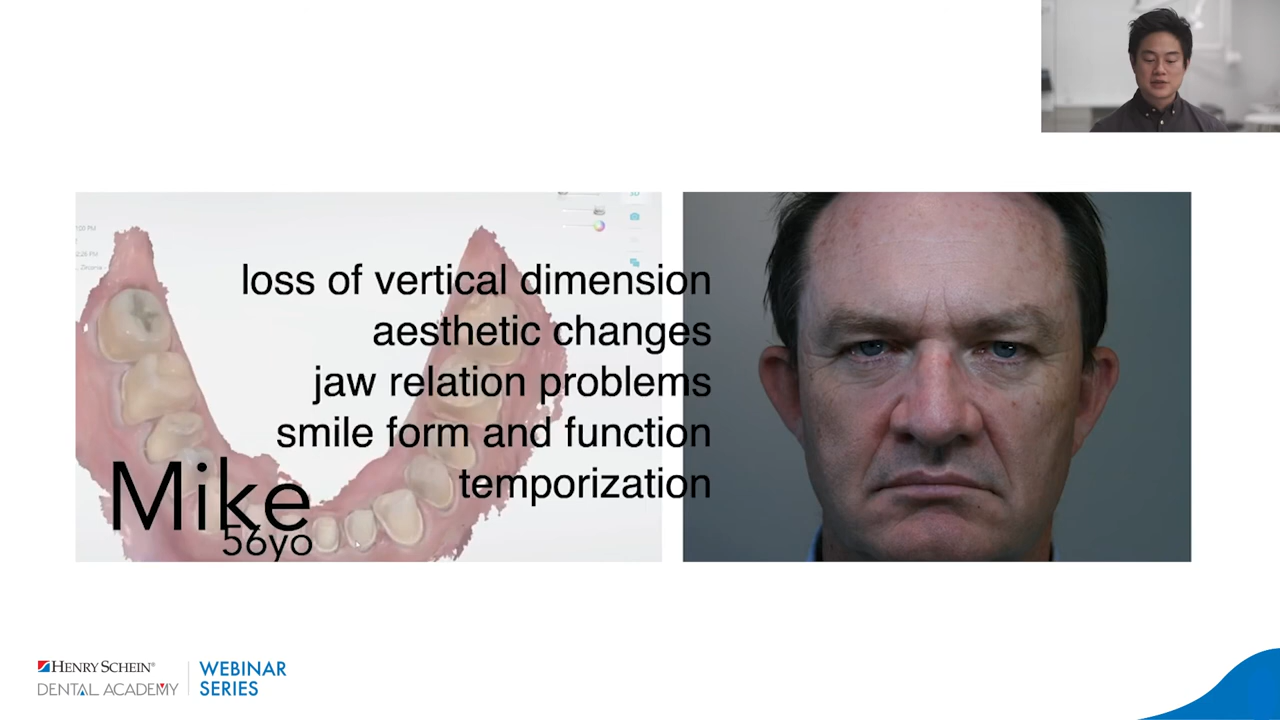 loss of vertical dimension
aesthetic changes
jaw relation problems
smile form and function
temporization
Mike
56yo
HENRY SCHEIN®
DENTAL ACADEMY
WEBINAR
SERIES